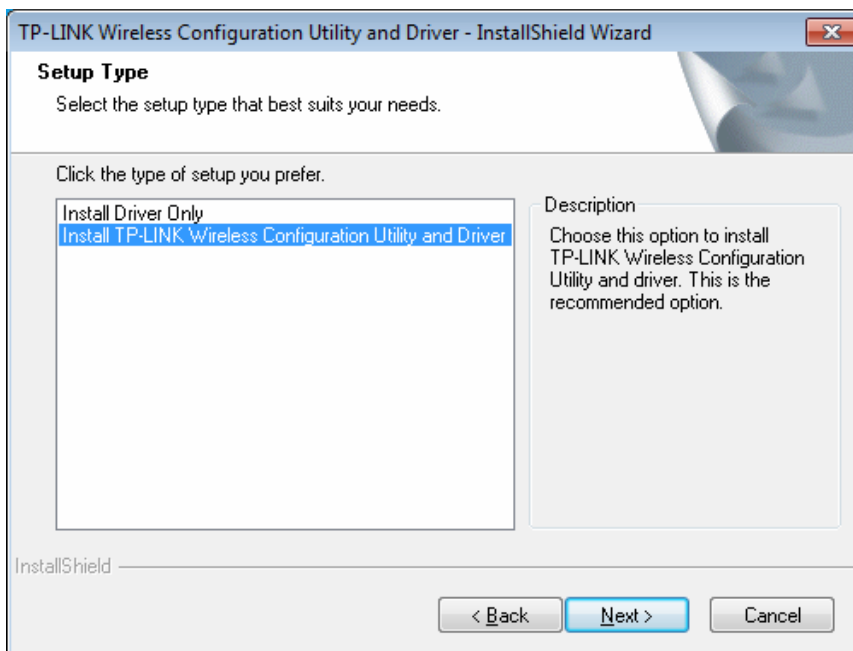 TP-LINK Wireless Configuration Utility and Driver - InstallShield Wizard
Setup Type
Select the setup type that best suits your needs.
Click the type of setup you prefer.
Install Driver Only
Install TP-LINK Wireless Configuration Utility and Driver
Description
Choose this option to install
TP-LINK Wireless Configuration
Utility and driver. This is the
recommended option.
InstallShield
< Back
Next >
Cancel